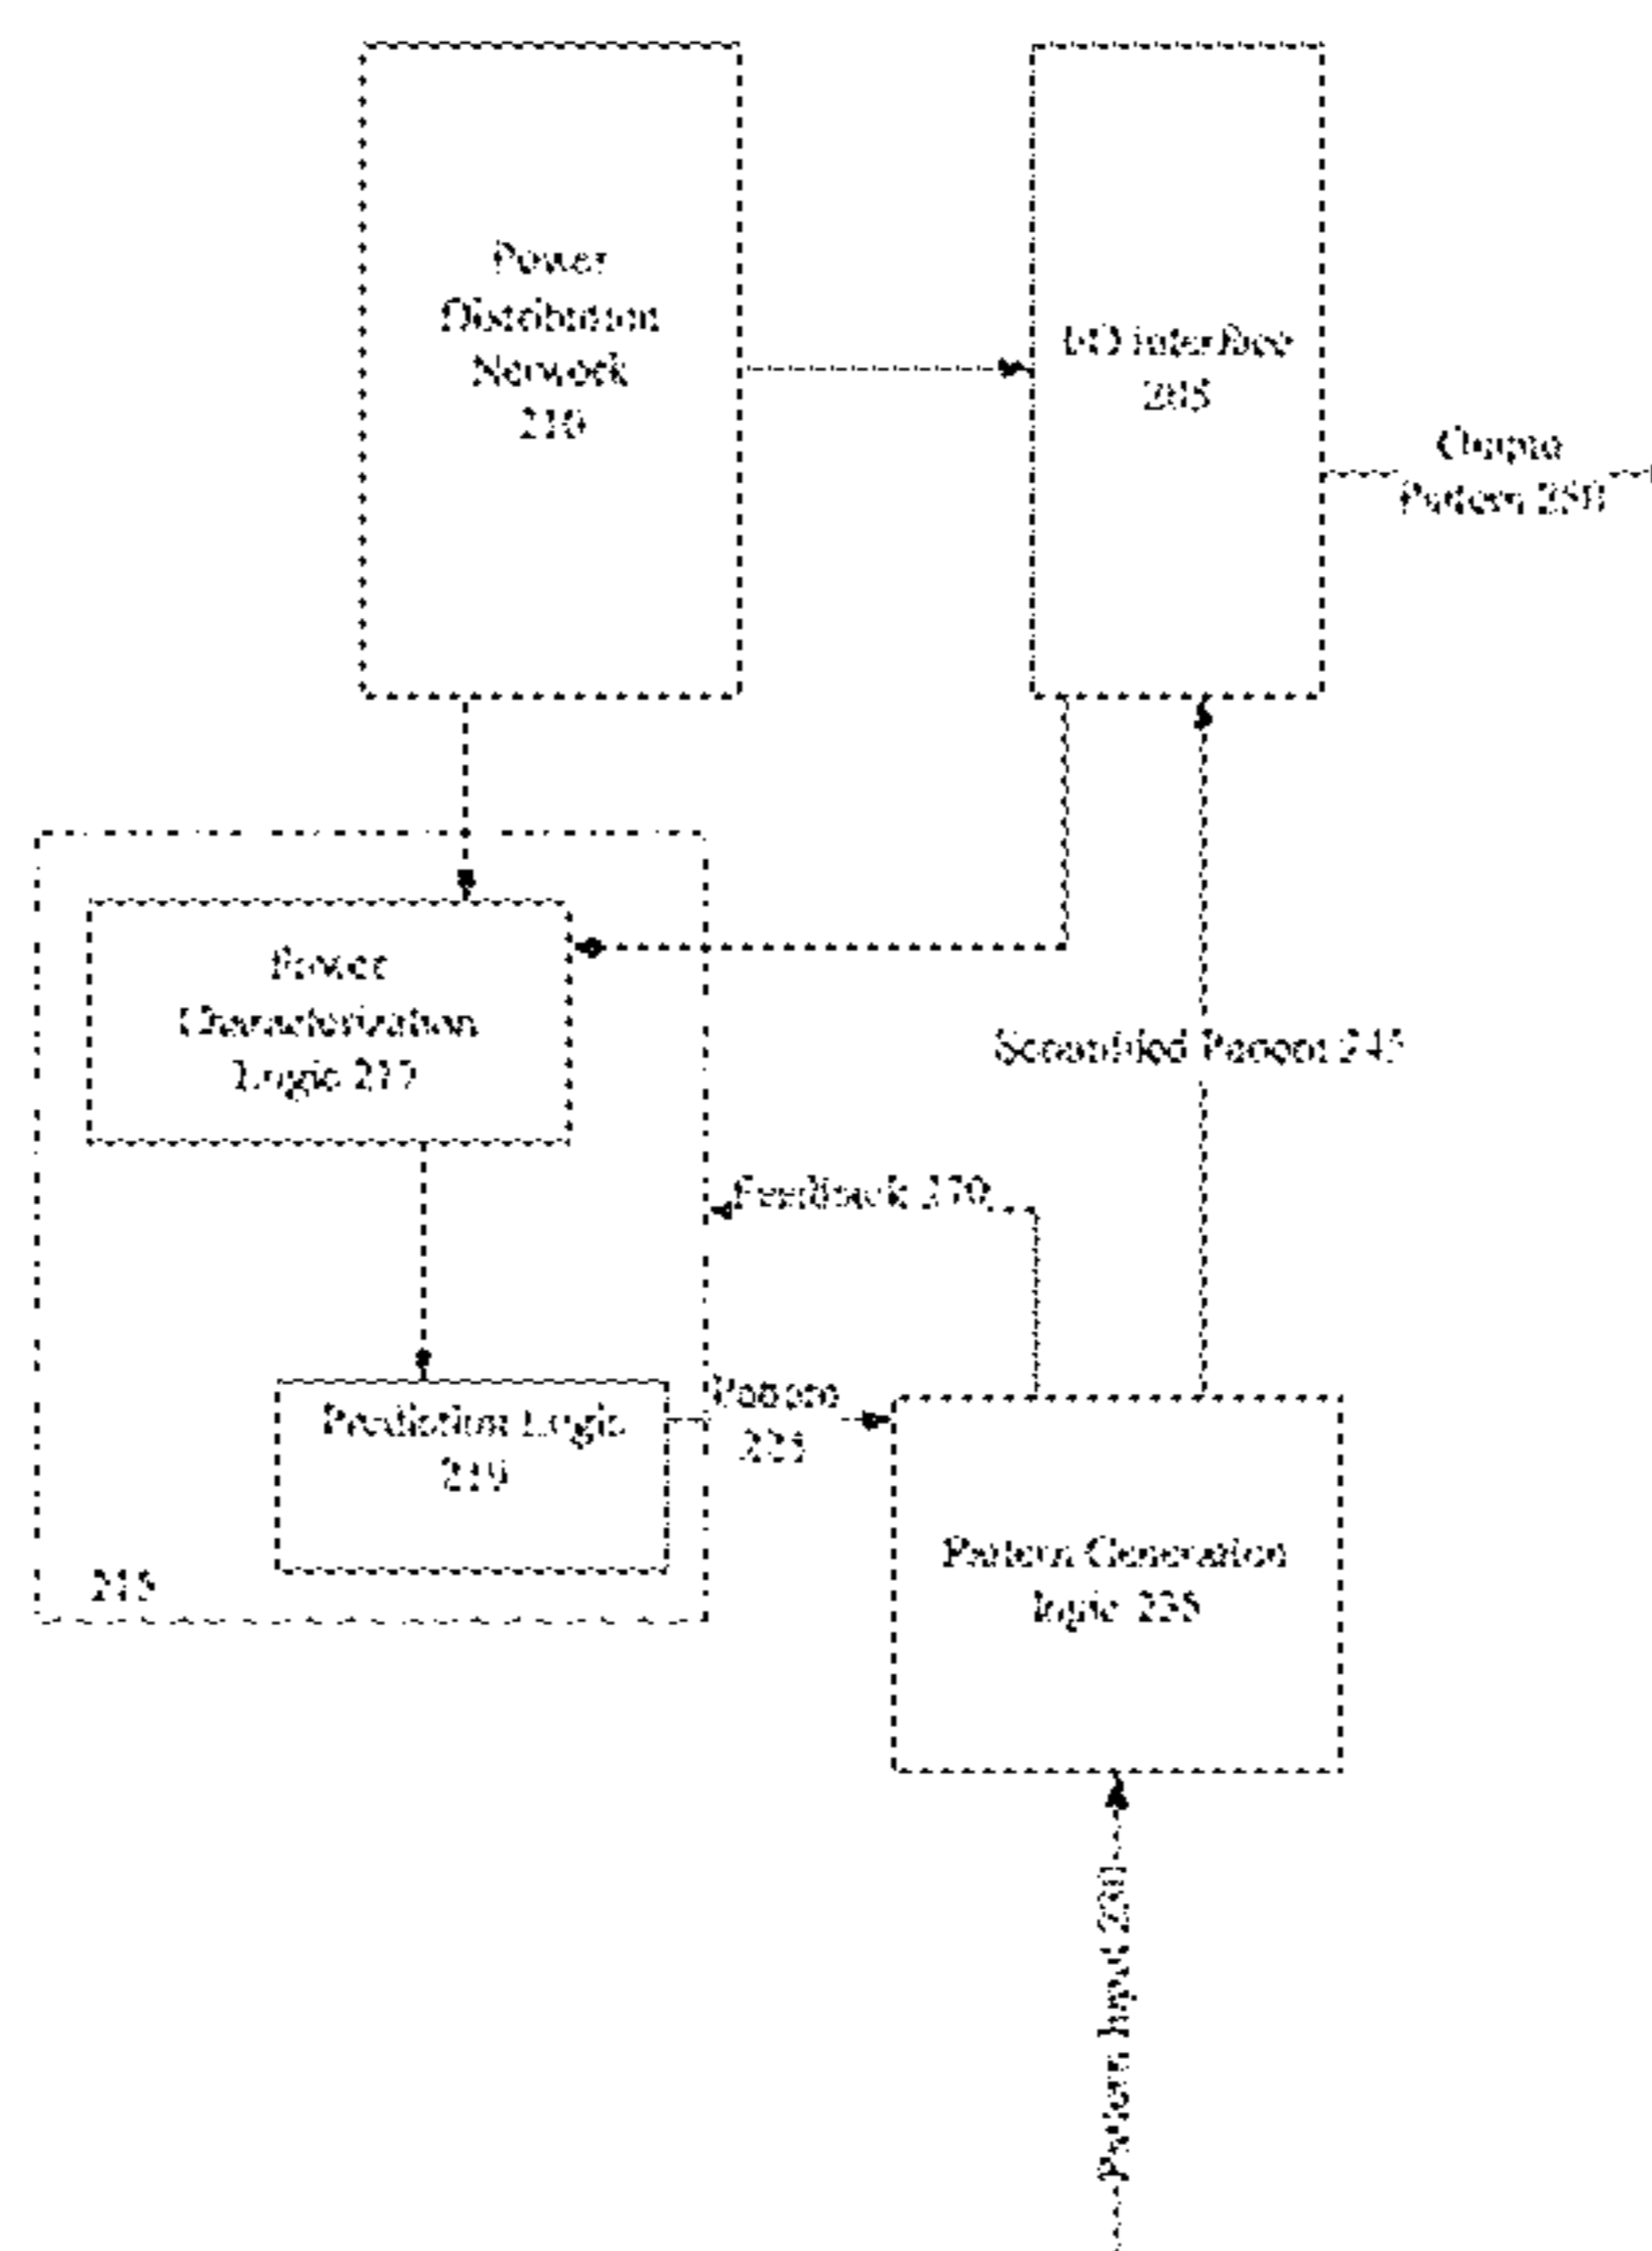 Power
Distribution
Network
210
I/O interface
205
Output
Pattern 250
Power
Characterization
Logic 217
Scrambled Pattern 245
Feedback 270
Prediction Logic
219
Pattern
225
Pattern Generation
logic 235
215
Pattern Input 230